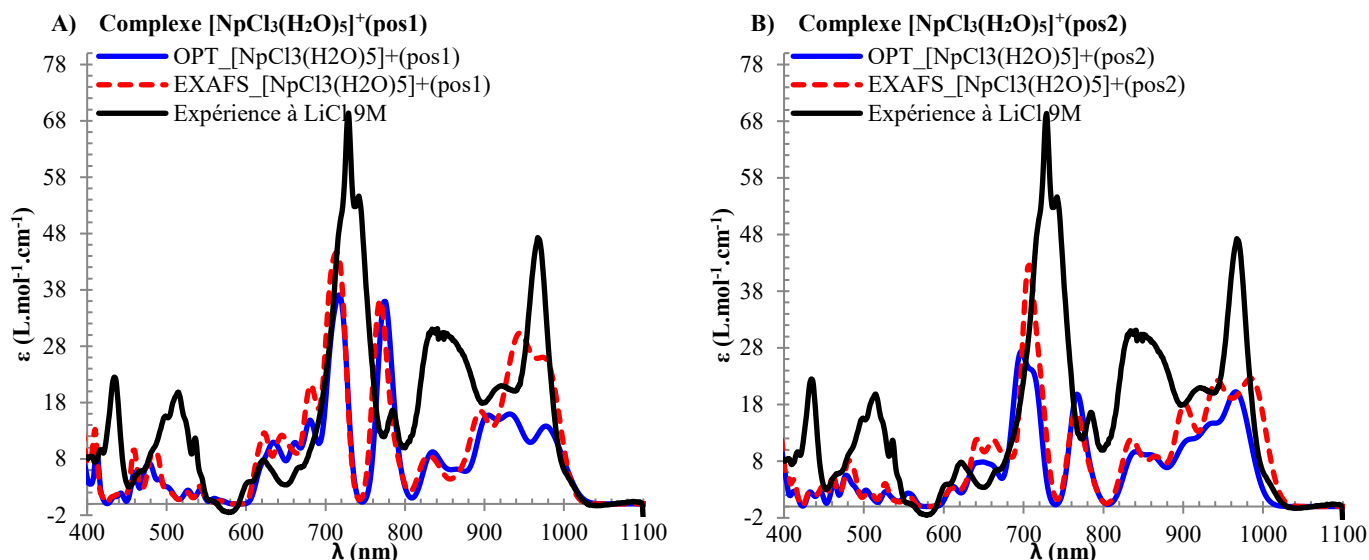 A) Complexe [NpCl₃(H₂O)₅]⁺(pos1)
OPT_[NpCl3(H2O)5]+(pos1)
EXAFS_[NpCl3(H2O)5]+(pos1)
Expérience à LiCl 9M
78
68
58
48
38
28
18
8
-2
ε (L.mol⁻¹.cm⁻¹)
400 500 600 700 800 900 1000 1100
λ (nm)
B) Complexe [NpCl₃(H₂O)₅]⁺(pos2)
OPT_[NpCl3(H2O)5]+(pos2)
EXAFS_[NpCl3(H2O)5]+(pos2)
Expérience à LiCl 9M
78
68
58
48
38
28
18
8
-2
ε (L.mol⁻¹.cm⁻¹)
400 500 600 700 800 900 1000 1100
λ (nm)